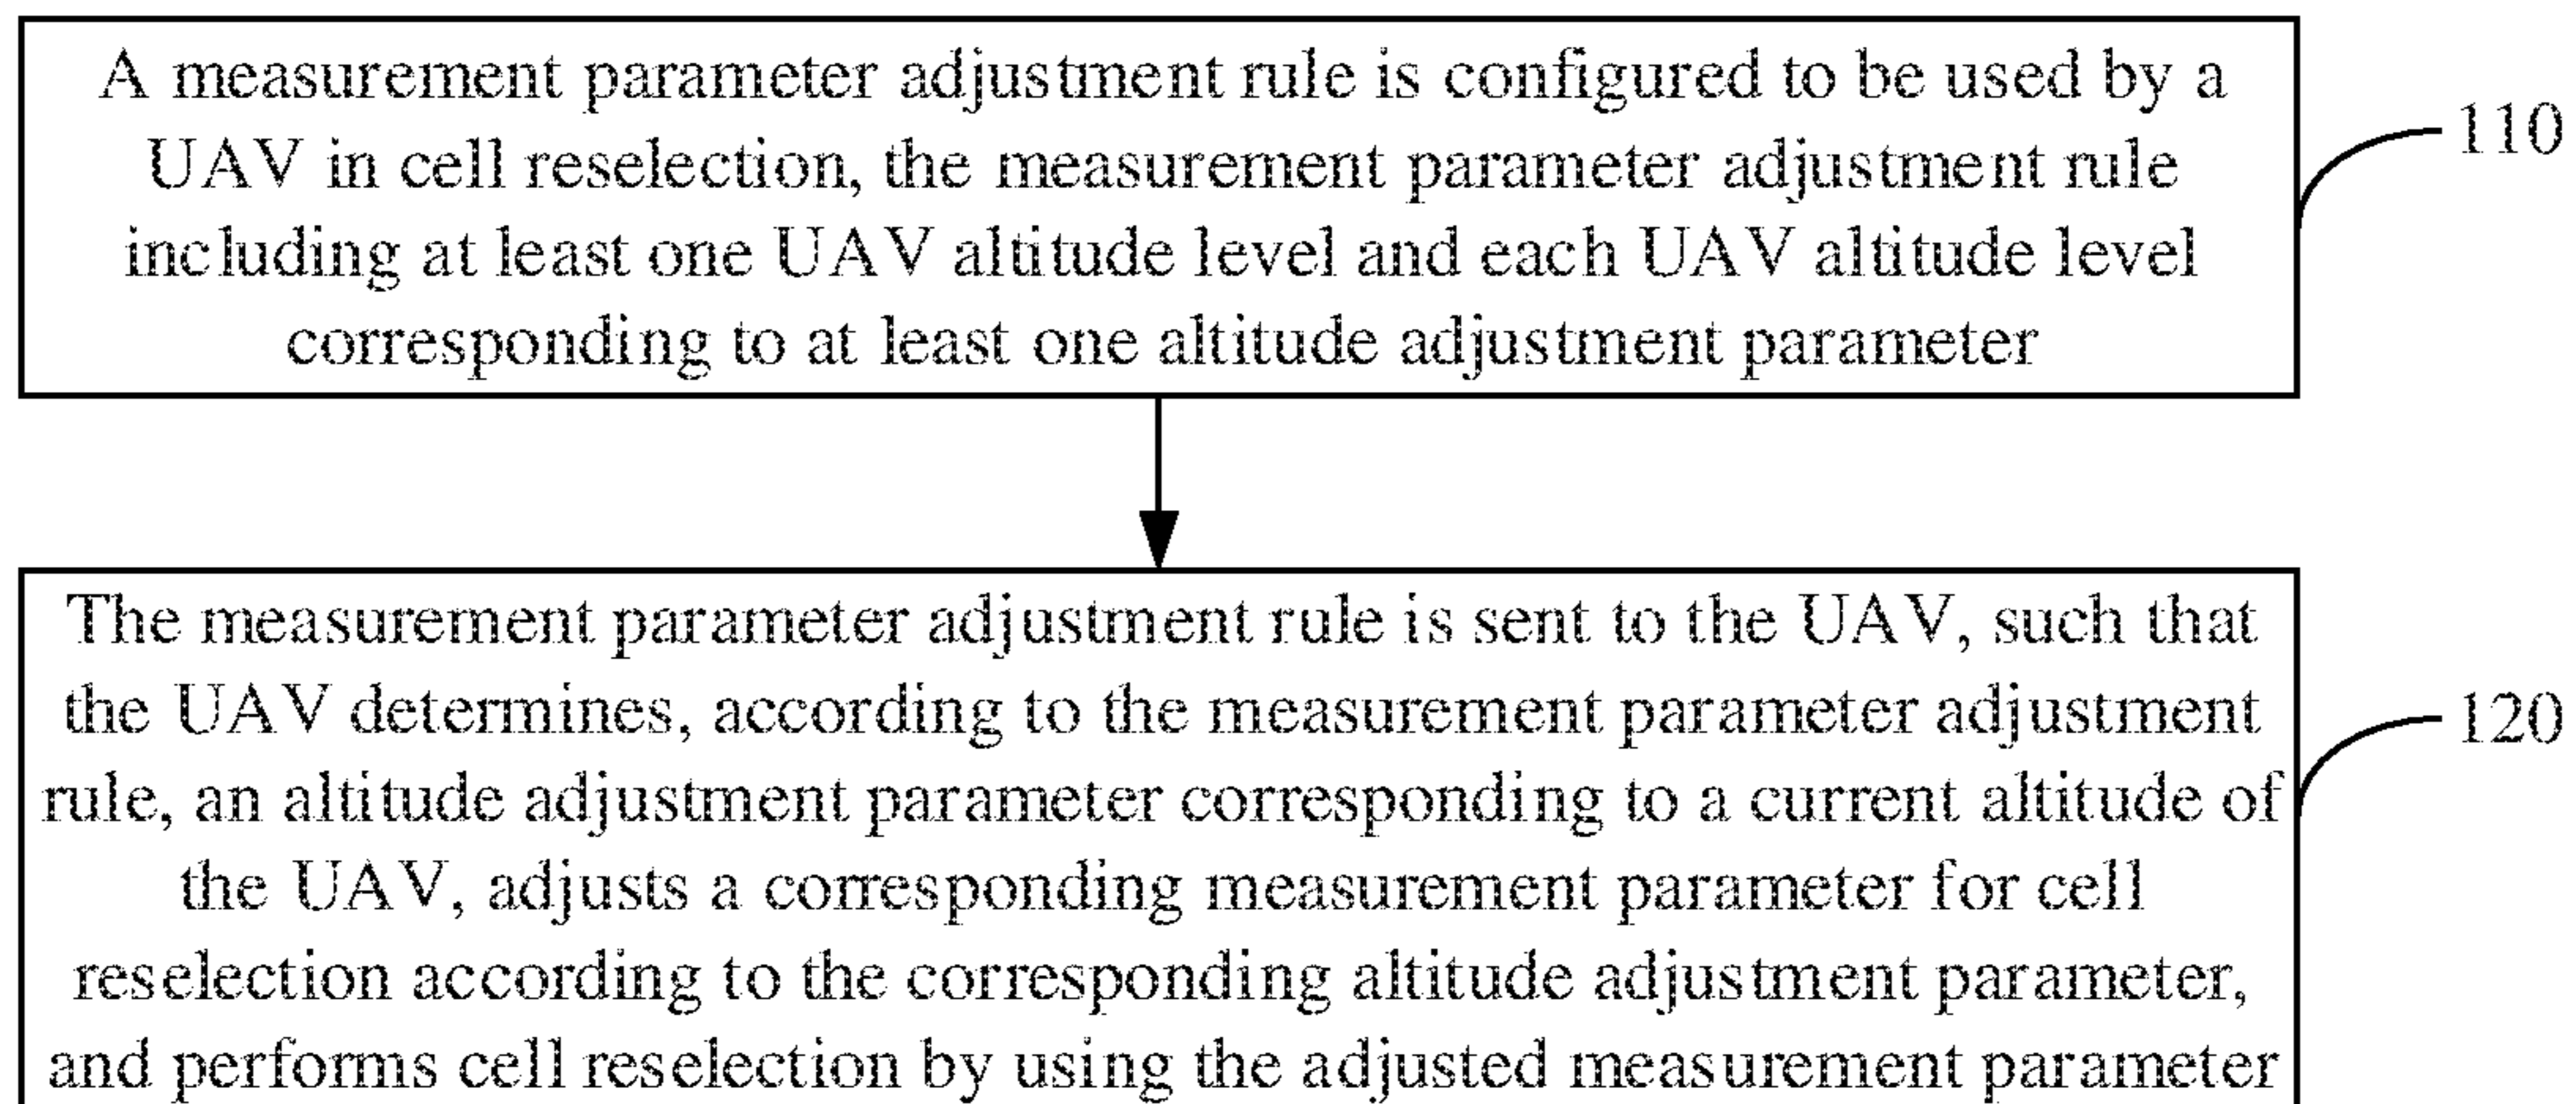 A measurement parameter adjustment rule is configured to be used by a
UAV in cell reselection, the measurement parameter adjustment rule
including at least one UAV altitude level and each UAV altitude level
corresponding to at least one altitude adjustment parameter
110
The measurement parameter adjustment rule is sent to the UAV, such that
the UAV determines, according to the measurement parameter adjustment
rule, an altitude adjustment parameter corresponding to a current altitude of
the UAV, adjusts a corresponding measurement parameter for cell
reselection according to the corresponding altitude adjustment parameter,
and performs cell reselection by using the adjusted measurement parameter
120